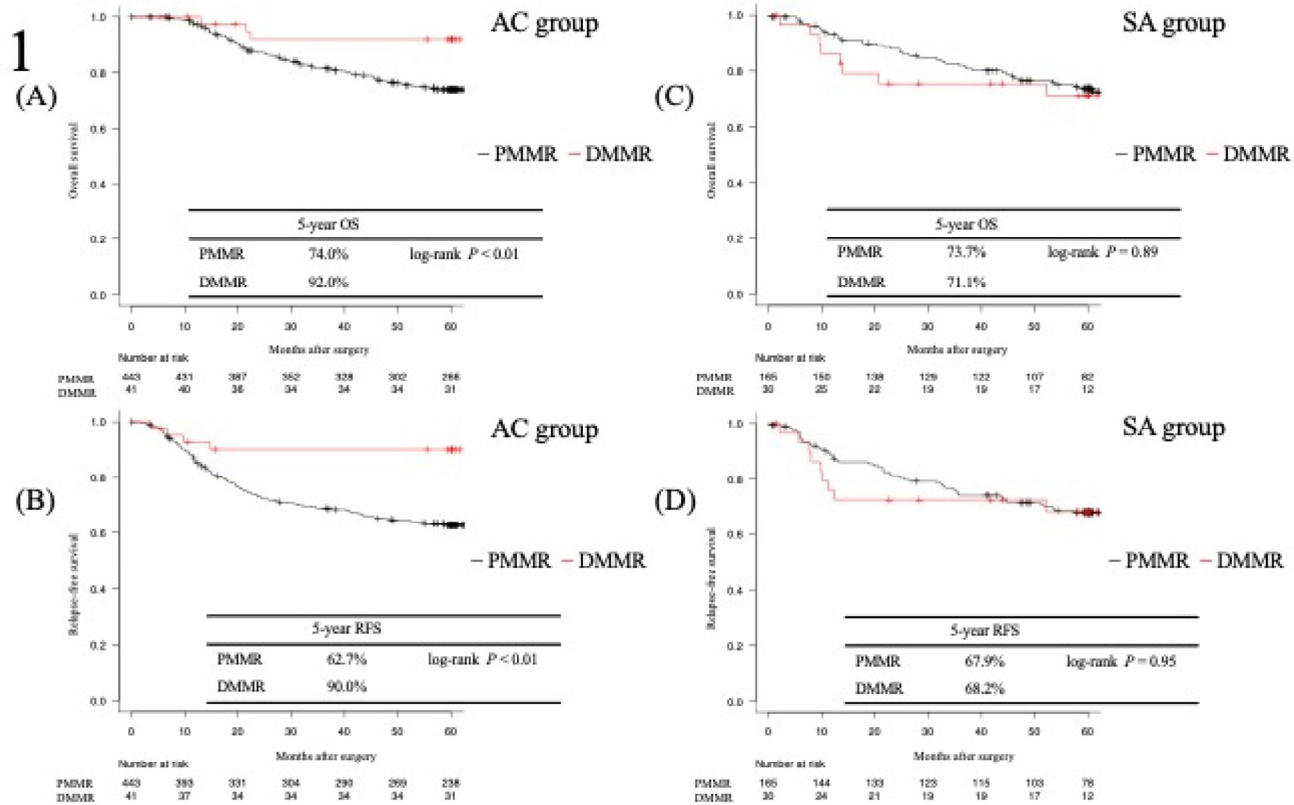 1
(A)
AC group
1.0
0.8
0.6
0.4
0.2
0.0
Overall survival
PMMR DMMR
5-year OS
PMMR 74.0% log-rank P < 0.01
DMMR 92.0%
0 10 20 30 40 50 60
Months after surgery
Number at risk
PMMR 443 431 387 352 328 302 266
DMMR 41 40 36 34 34 34 31
(C)
SA group
1.0
0.8
0.6
0.4
0.2
0.0
Overall survival
PMMR DMMR
5-year OS
PMMR 73.7% log-rank P = 0.89
DMMR 71.1%
0 10 20 30 40 50 60
Months after surgery
Number at risk
PMMR 165 150 138 129 122 107 82
DMMR 30 25 22 19 19 17 12
(B)
AC group
1.0
0.8
0.6
0.4
0.2
0.0
Relapse-free survival
PMMR DMMR
5-year RFS
PMMR 62.7% log-rank P < 0.01
DMMR 90.0%
0 10 20 30 40 50 60
Months after surgery
Number at risk
PMMR 443 393 331 304 290 269 238
DMMR 41 37 34 34 34 34 31
(D)
SA group
1.0
0.8
0.6
0.4
0.2
0.0
Relapse-free survival
PMMR DMMR
5-year RFS
PMMR 67.9% log-rank P = 0.95
DMMR 68.2%
0 10 20 30 40 50 60
Months after surgery
Number at risk
PMMR 165 144 133 123 115 103 78
DMMR 30 24 21 19 19 17 12